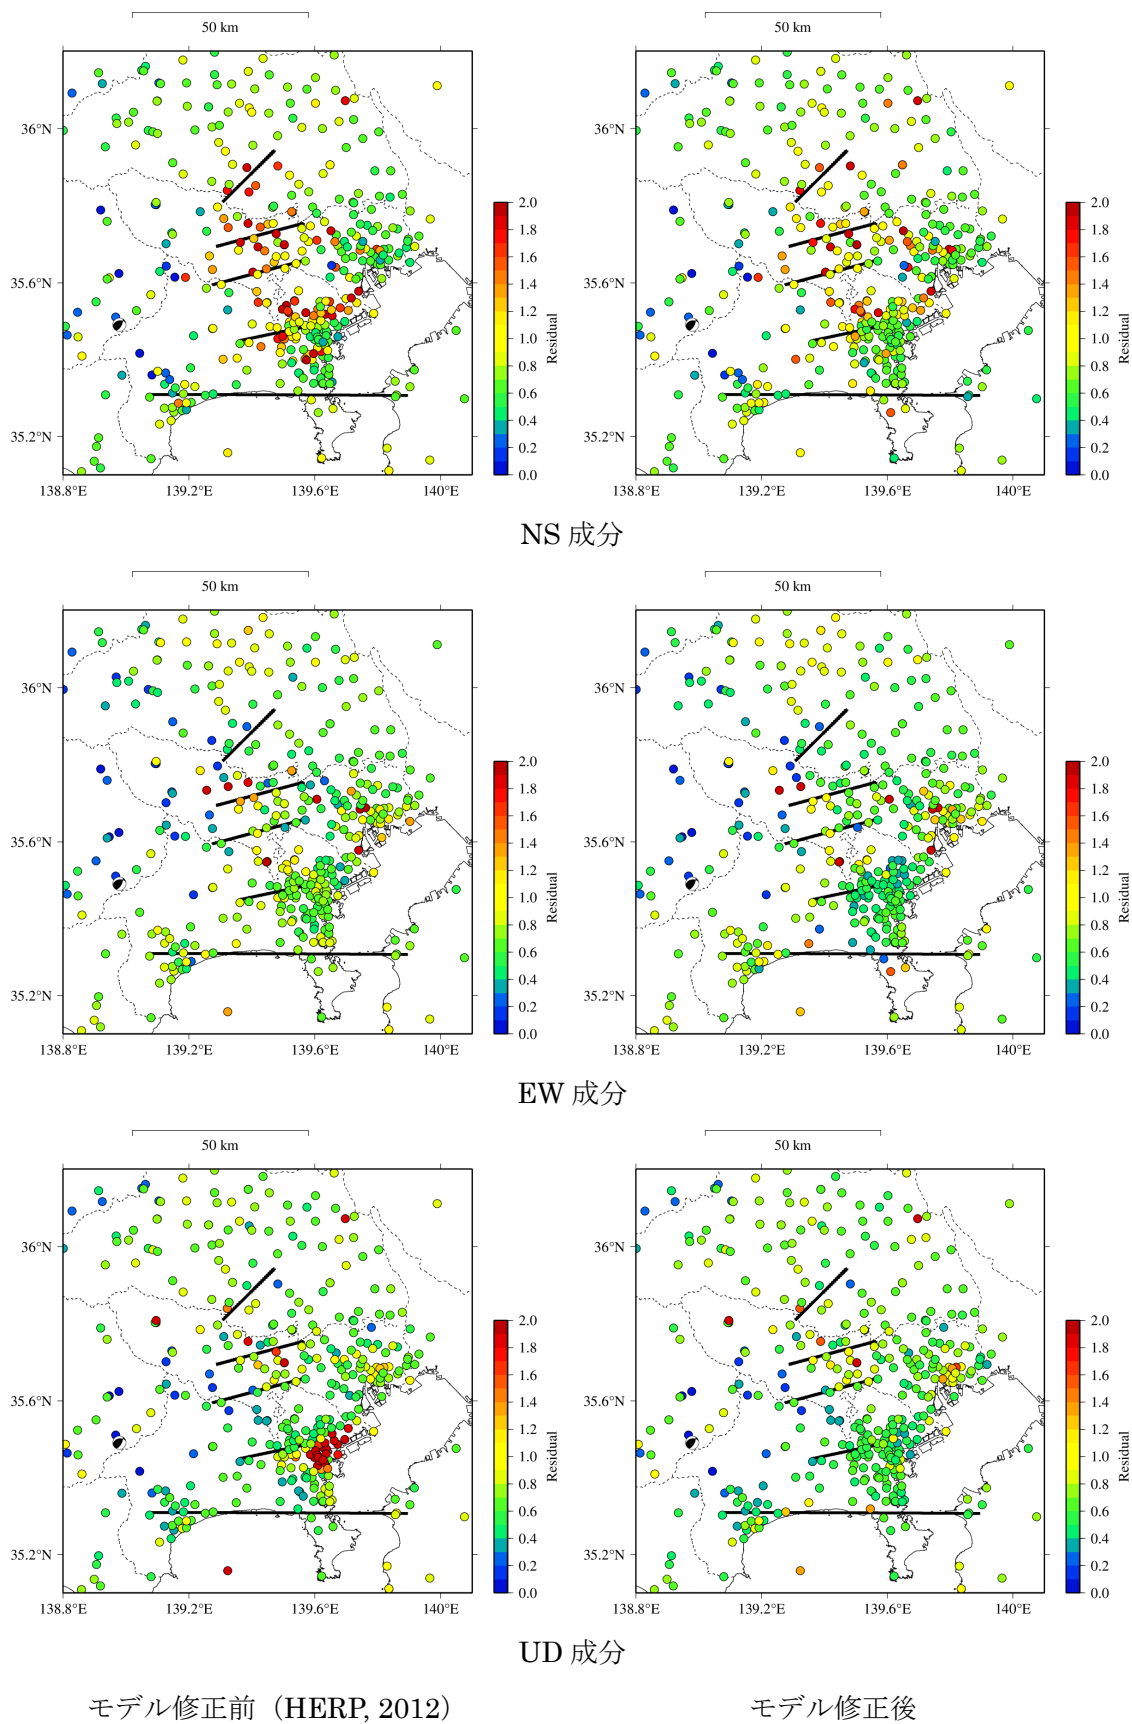 50 km 50 km
36°N 36°N
35.6°N 35.6°N
35.2°N 35.2°N
138.8°E 139.2°E 139.6°E 140°E 138.8°E 139.2°E 139.6°E 140°E
2.0 2.0
1.8 1.8
1.6 1.6
1.4 1.4
1.2 1.2
1.0 1.0
0.8 0.8
0.6 0.6
0.4 0.4
0.2 0.2
0.0 0.0
Residual Residual
NS 成分
50 km 50 km
36°N 36°N
35.6°N 35.6°N
35.2°N 35.2°N
138.8°E 139.2°E 139.6°E 140°E 138.8°E 139.2°E 139.6°E 140°E
2.0 2.0
1.8 1.8
1.6 1.6
1.4 1.4
1.2 1.2
1.0 1.0
0.8 0.8
0.6 0.6
0.4 0.4
0.2 0.2
0.0 0.0
Residual Residual
EW 成分
50 km 50 km
36°N 36°N
35.6°N 35.6°N
35.2°N 35.2°N
138.8°E 139.2°E 139.6°E 140°E 138.8°E 139.2°E 139.6°E 140°E
2.0 2.0
1.8 1.8
1.6 1.6
1.4 1.4
1.2 1.2
1.0 1.0
0.8 0.8
0.6 0.6
0.4 0.4
0.2 0.2
0.0 0.0
Residual Residual
UD 成分
モデル修正前（HERP, 2012） モデル修正後